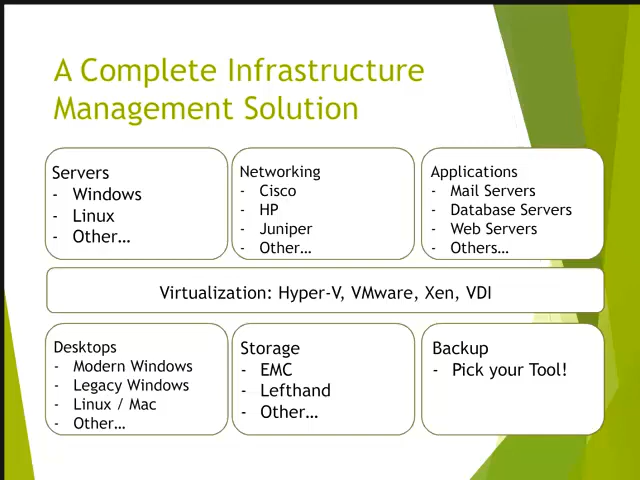 A Complete Infrastructure
Management Solution
Servers
- Windows
- Linux
- Other…
Networking
- Cisco
- HP
- Juniper
- Other…
Applications
- Mail Servers
- Database Servers
- Web Servers
- Others…
Virtualization: Hyper-V, VMware, Xen, VDI
Desktops
- Modern Windows
- Legacy Windows
- Linux / Mac
- Other…
Storage
- EMC
- Lefthand
- Other…
Backup
- Pick your Tool!